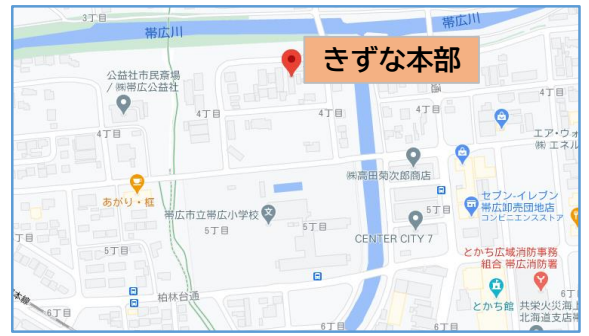 3丁目
帯広川
帯広川
きずな本部
公益社市民斎場
/ ㈱帯広公益社
4丁目
4丁目
4丁目
4丁目
4丁目
エア・ウォ
㈱ エネル
㈱高田菊次郎商店
あがり・框
セブン-イレブン
帯広卸売団地店
コンビニエンスストア
帯広市立帯広小学校
5丁目
5丁目
5丁目
CENTER CITY 7
丁目
5丁目
とかち広域消防事務
組合 帯広消防署
柏林台通
とかち館
共栄火災海上
北海道支店帯
本線
6丁目
6丁目
6丁目
6丁